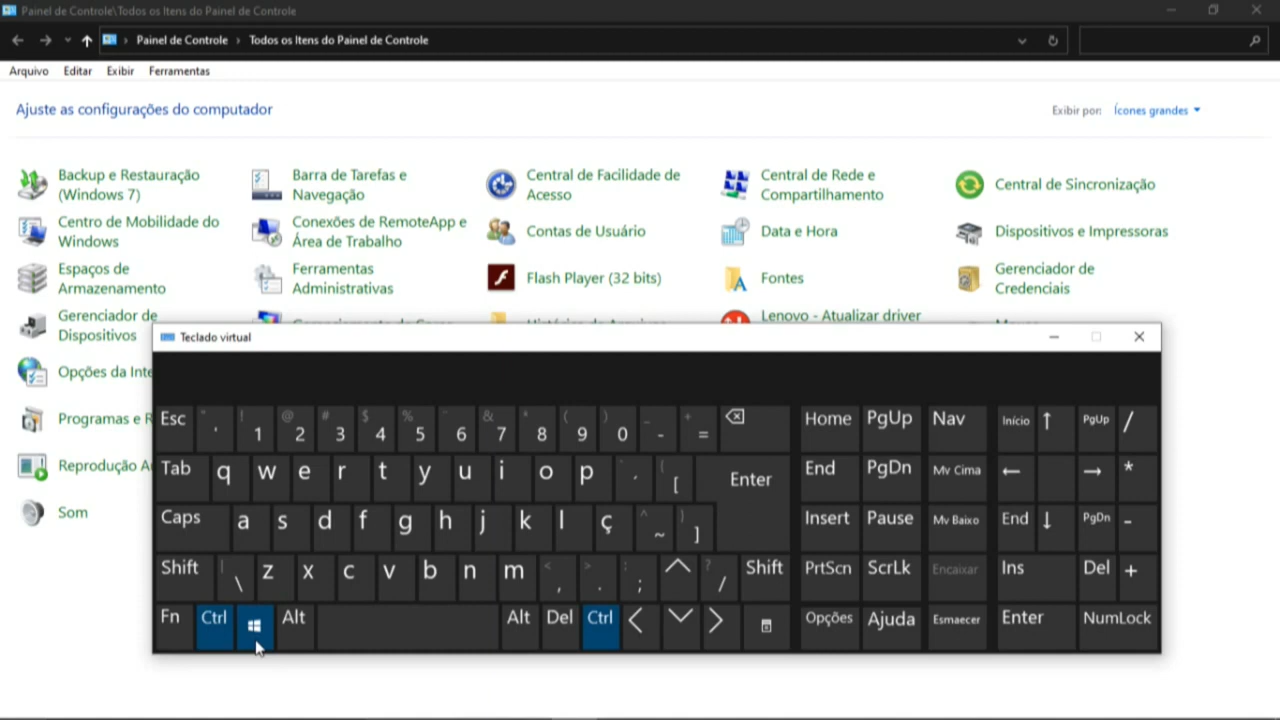 Painel de Controle\Todos os Itens do Painel de Controle
Painel de Controle › Todos os Itens do Painel de Controle
Arquivo Editar Exibir Ferramentas
Ajuste as configurações do computador
Exibir por: Ícones grandes
Backup e Restauração
(Windows 7)
Barra de Tarefas e
Navegação
Central de Facilidade de
Acesso
Central de Rede e
Compartilhamento
Central de Sincronização
Centro de Mobilidade do
Windows
Conexões de RemoteApp e
Área de Trabalho
Contas de Usuário
Data e Hora
Dispositivos e Impressoras
Espaços de
Armazenamento
Ferramentas
Administrativas
Flash Player (32 bits)
Fontes
Gerenciador de
Credenciais
Gerenciador de
Dispositivos
Lenovo - Atualizar driver
Opções da Inte
Programas e R
Reprodução A
Som
Teclado virtual
Esc " ' ! 1 @ 2 # 3 $ 4 % 5 ¨ 6 & 7 * 8 ( 9 ) 0 _ - + = Home PgUp Nav Início ↑ PgUp /
Tab q w e r t y u i o p ` ´ { [ Enter End PgDn Mv Cima ← → *
Caps a s d f g h j k l ç ^ ~ } ] Insert Pause Mv Baixo End ↓ PgDn -
Shift | \ z x c v b n m < , > . : ; ? / Shift PrtScn ScrLk Encaixar Ins Del +
Fn Ctrl Alt Alt Del Ctrl Opções Ajuda Esmaecer Enter NumLock